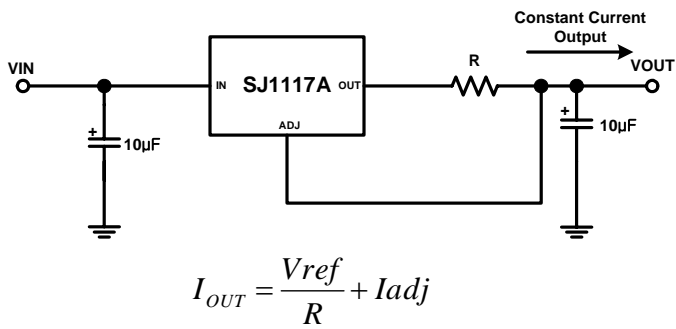 Constant Current
Output
R
VIN
VOUT
IN
SJ1117A
OUT
ADJ
+
10μF
+
10μF
I_OUT = Vref / R + Iadj